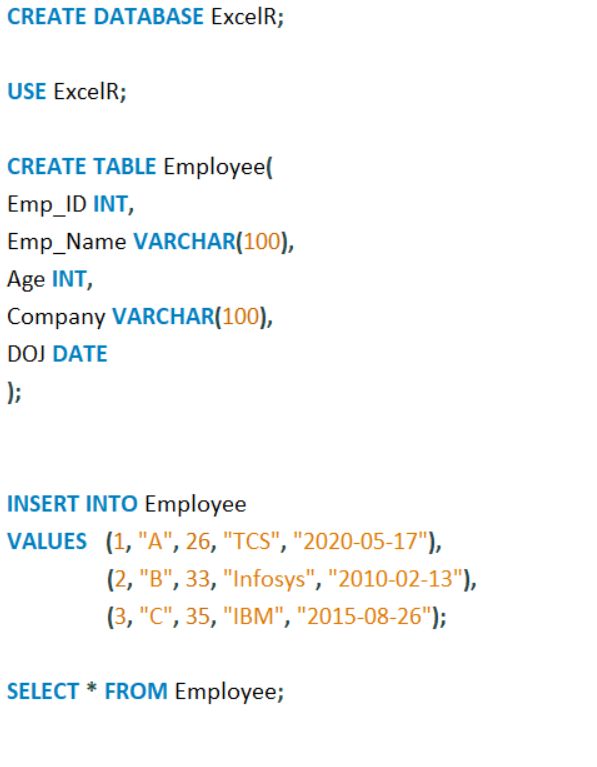 CREATE DATABASE ExcelR;
USE ExcelR;
CREATE TABLE Employee(
Emp_ID INT,
Emp_Name VARCHAR(100),
Age INT,
Company VARCHAR(100),
DOJ DATE
);
INSERT INTO Employee
VALUES (1, "A", 26, "TCS", "2020-05-17"),
(2, "B", 33, "Infosys", "2010-02-13"),
(3, "C", 35, "IBM", "2015-08-26");
SELECT * FROM Employee;